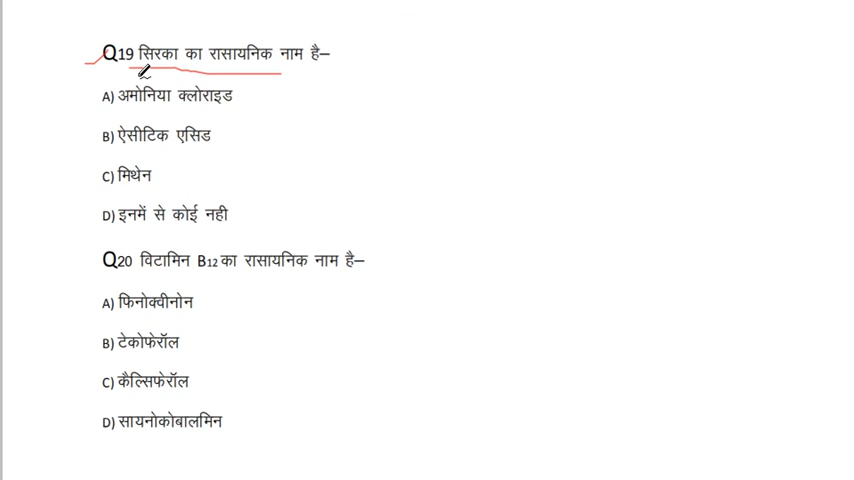 Q19 सिरका का रासायनिक नाम है–
A) अमोनिया क्लोराइड
B) ऐसीटिक एसिड
C) मिथेन
D) इनमें से कोई नही
Q20 विटामिन B12 का रासायनिक नाम है–
A) फिनोक्वीनोन
B) टेकोफेरॉल
C) कैल्सिफेरॉल
D) सायनोकोबालमिन